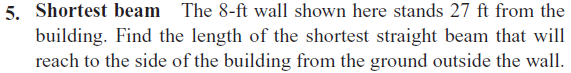 5. Shortest beam The 8-ft wall shown here stands 27 ft from the
building. Find the length of the shortest straight beam that will
reach to the side of the building from the ground outside the wall.